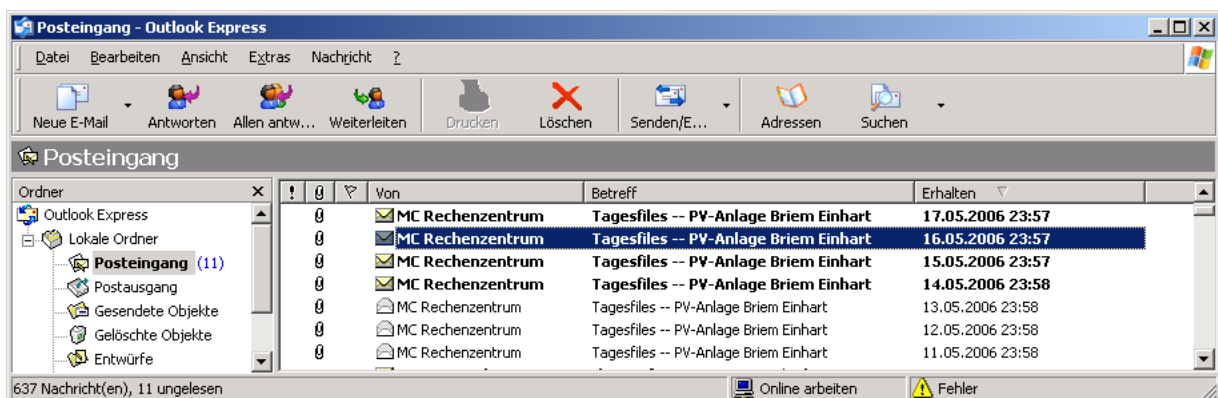 Posteingang - Outlook Express
Datei Bearbeiten Ansicht Extras Nachricht ?
Neue E-Mail Antworten Allen antw... Weiterleiten Drucken Löschen Senden/E... Adressen Suchen
Posteingang
Ordner ! Von Betreff Erhalten
Outlook Express MC Rechenzentrum Tagesfiles -- PV-Anlage Briem Einhart 17.05.2006 23:57
Lokale Ordner MC Rechenzentrum Tagesfiles -- PV-Anlage Briem Einhart 16.05.2006 23:57
Posteingang (11) MC Rechenzentrum Tagesfiles -- PV-Anlage Briem Einhart 15.05.2006 23:57
Postausgang MC Rechenzentrum Tagesfiles -- PV-Anlage Briem Einhart 14.05.2006 23:58
Gesendete Objekte MC Rechenzentrum Tagesfiles -- PV-Anlage Briem Einhart 13.05.2006 23:58
Gelöschte Objekte MC Rechenzentrum Tagesfiles -- PV-Anlage Briem Einhart 12.05.2006 23:58
Entwürfe MC Rechenzentrum Tagesfiles -- PV-Anlage Briem Einhart 11.05.2006 23:58
637 Nachricht(en), 11 ungelesen Online arbeiten Fehler